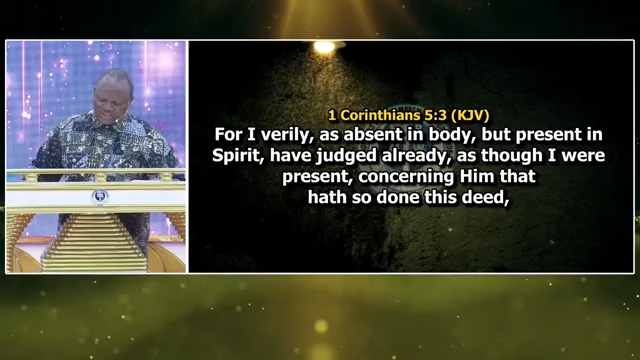 1 Corinthians 5:3 (KJV)
For I verily, as absent in body, but present in
Spirit, have judged already, as though I were
present, concerning Him that
hath so done this deed,